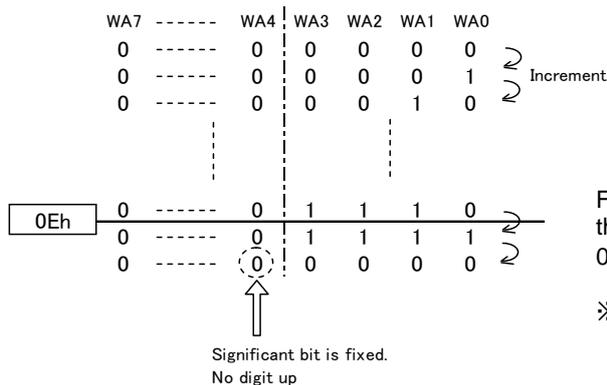 WA7 ------ WA4 WA3 WA2 WA1 WA0
0 ------ 0 0 0 0 0
0 ------ 0 0 0 0 1
Increment
0 ------ 0 0 0 1 0
0 ------ 0 1 1 1 0
0Eh
0 ------ 0 1 1 1 1
0 ------ 0 0 0 0 0
Significant bit is fixed.
No digit up
F
th
0
※